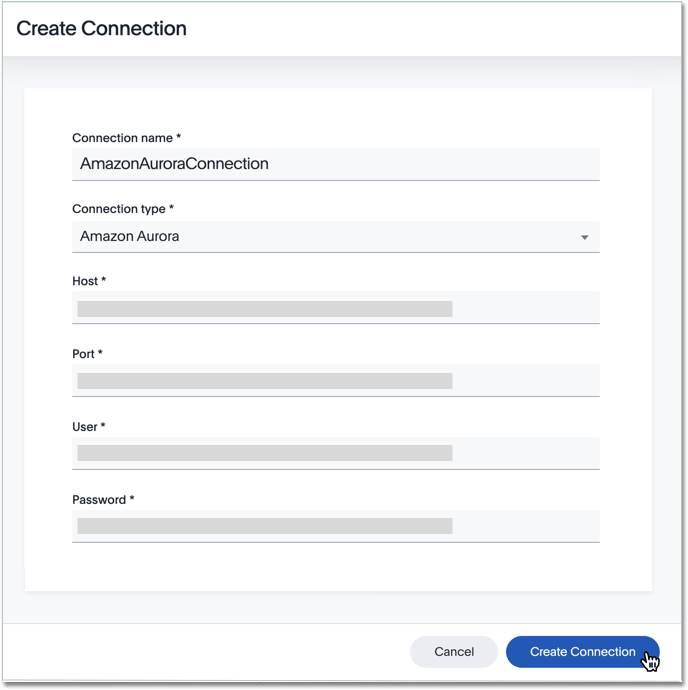 Create Connection
Connection name *
AmazonAuroraConnection
Connection type *
Amazon Aurora
Host *
Port *
User *
Password *
Cancel
Create Connection